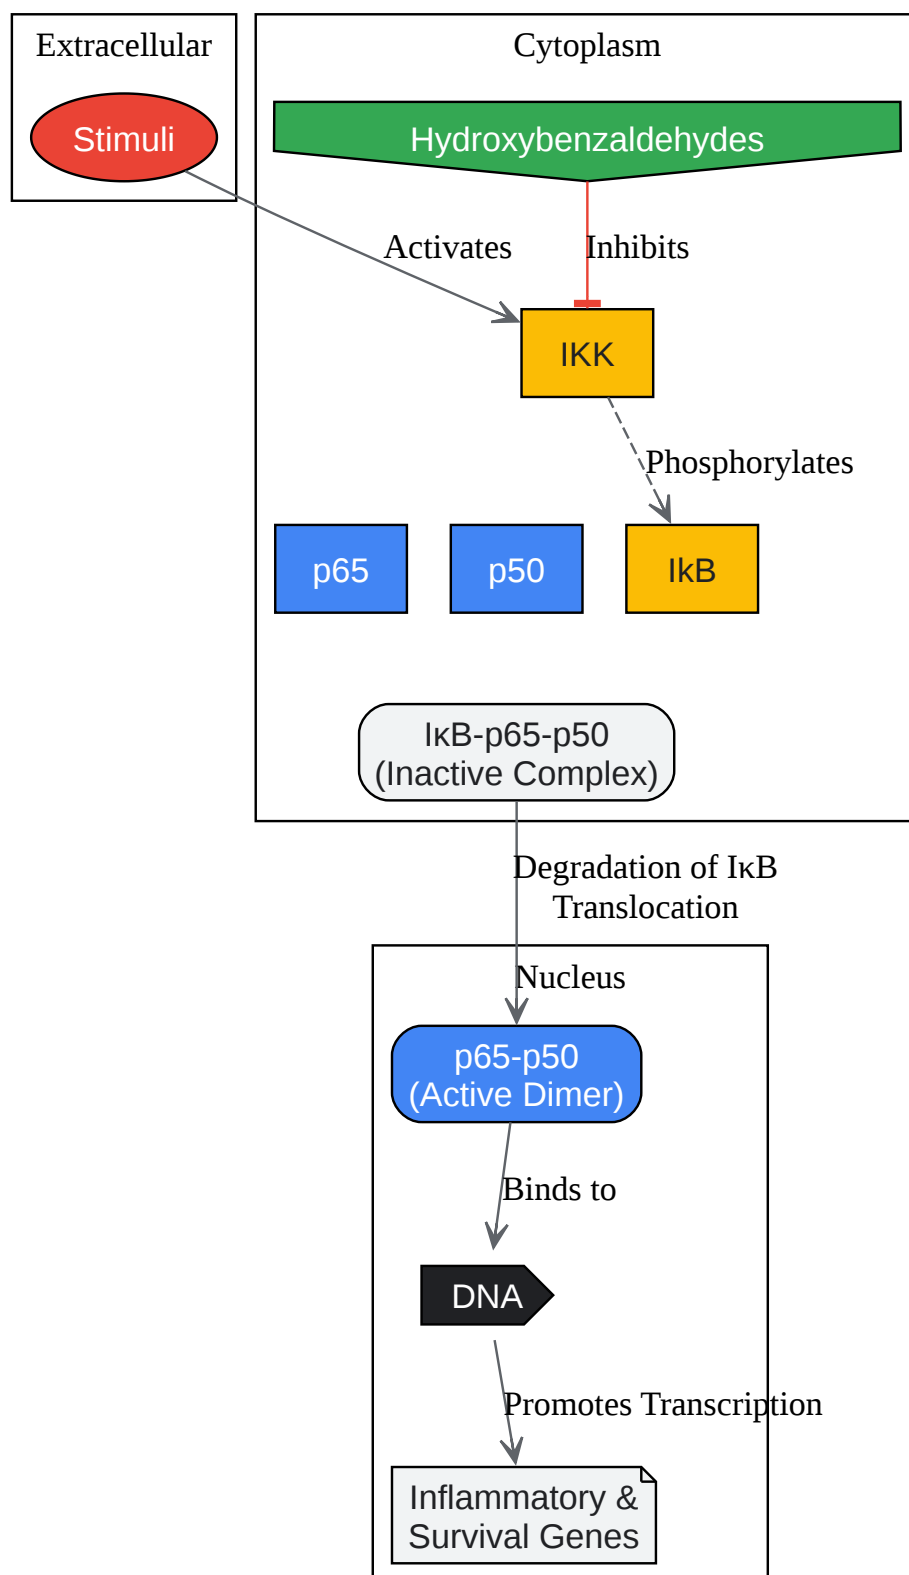 Extracellular
Cytoplasm
Stimuli
Hydroxybenzaldehydes
Activates
Inhibits
IKK
Phosphorylates
p65
p50
IkB
IκB-p65-p50
(Inactive Complex)
Degradation of IκB
Translocation
Nucleus
p65-p50
(Active Dimer)
Binds to
DNA
Promotes Transcription
Inflammatory &
Survival Genes